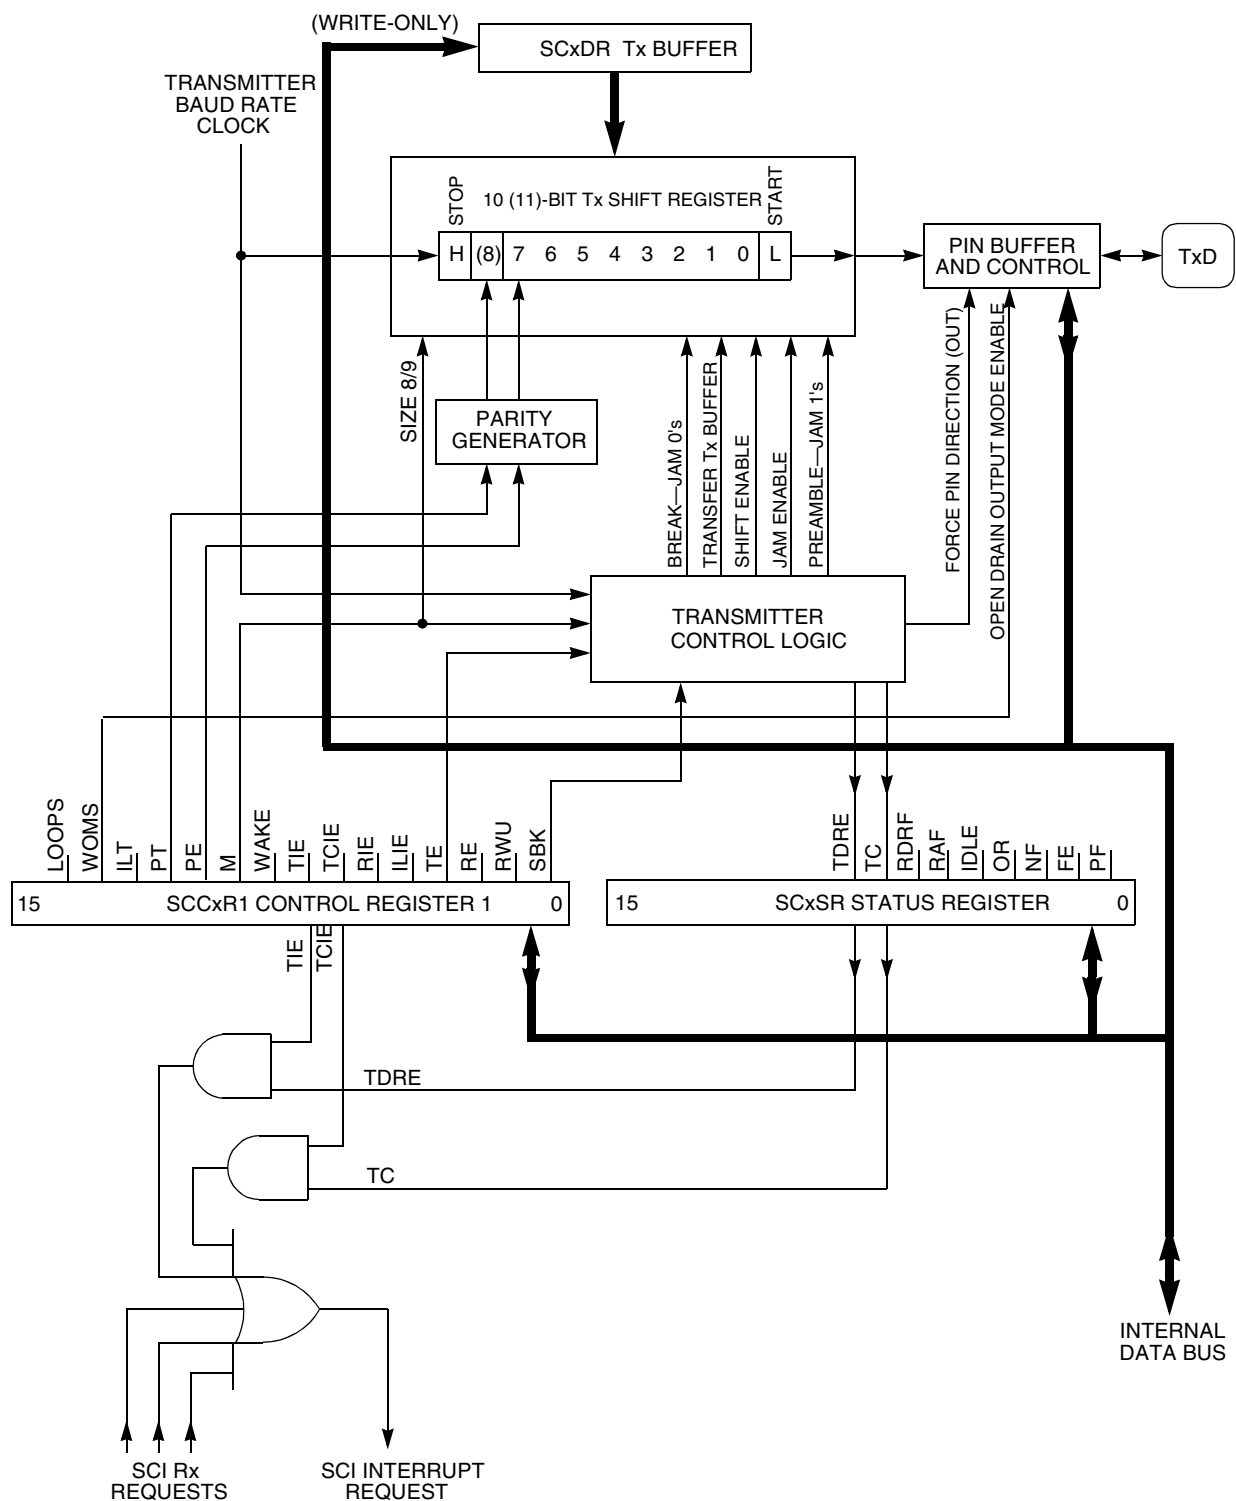 (WRITE-ONLY)
SCxDR Tx BUFFER
TRANSMITTER
BAUD RATE
CLOCK
STOP
10 (11)-BIT Tx SHIFT REGISTER
START
H (8) 7 6 5 4 3 2 1 0 L
PIN BUFFER
AND CONTROL
TxD
SIZE 8/9
PARITY
GENERATOR
BREAK—JAM 0's
TRANSFER Tx BUFFER
SHIFT ENABLE
JAM ENABLE
PREAMBLE—JAM 1's
FORCE PIN DIRECTION (OUT)
OPEN DRAIN OUTPUT MODE ENABLE
TRANSMITTER
CONTROL LOGIC
LOOPS
WOMS
ILT
PT
PE
M
WAKE
TIE
TCIE
RIE
ILIE
TE
RE
RWU
SBK
TDRE
TC
RDRF
RAF
IDLE
OR
NF
FE
PF
15 SCCxR1 CONTROL REGISTER 1 0
15 SCxSR STATUS REGISTER 0
TIE
TCIE
TDRE
TC
INTERNAL
DATA BUS
SCI Rx
REQUESTS
SCI INTERRUPT
REQUEST